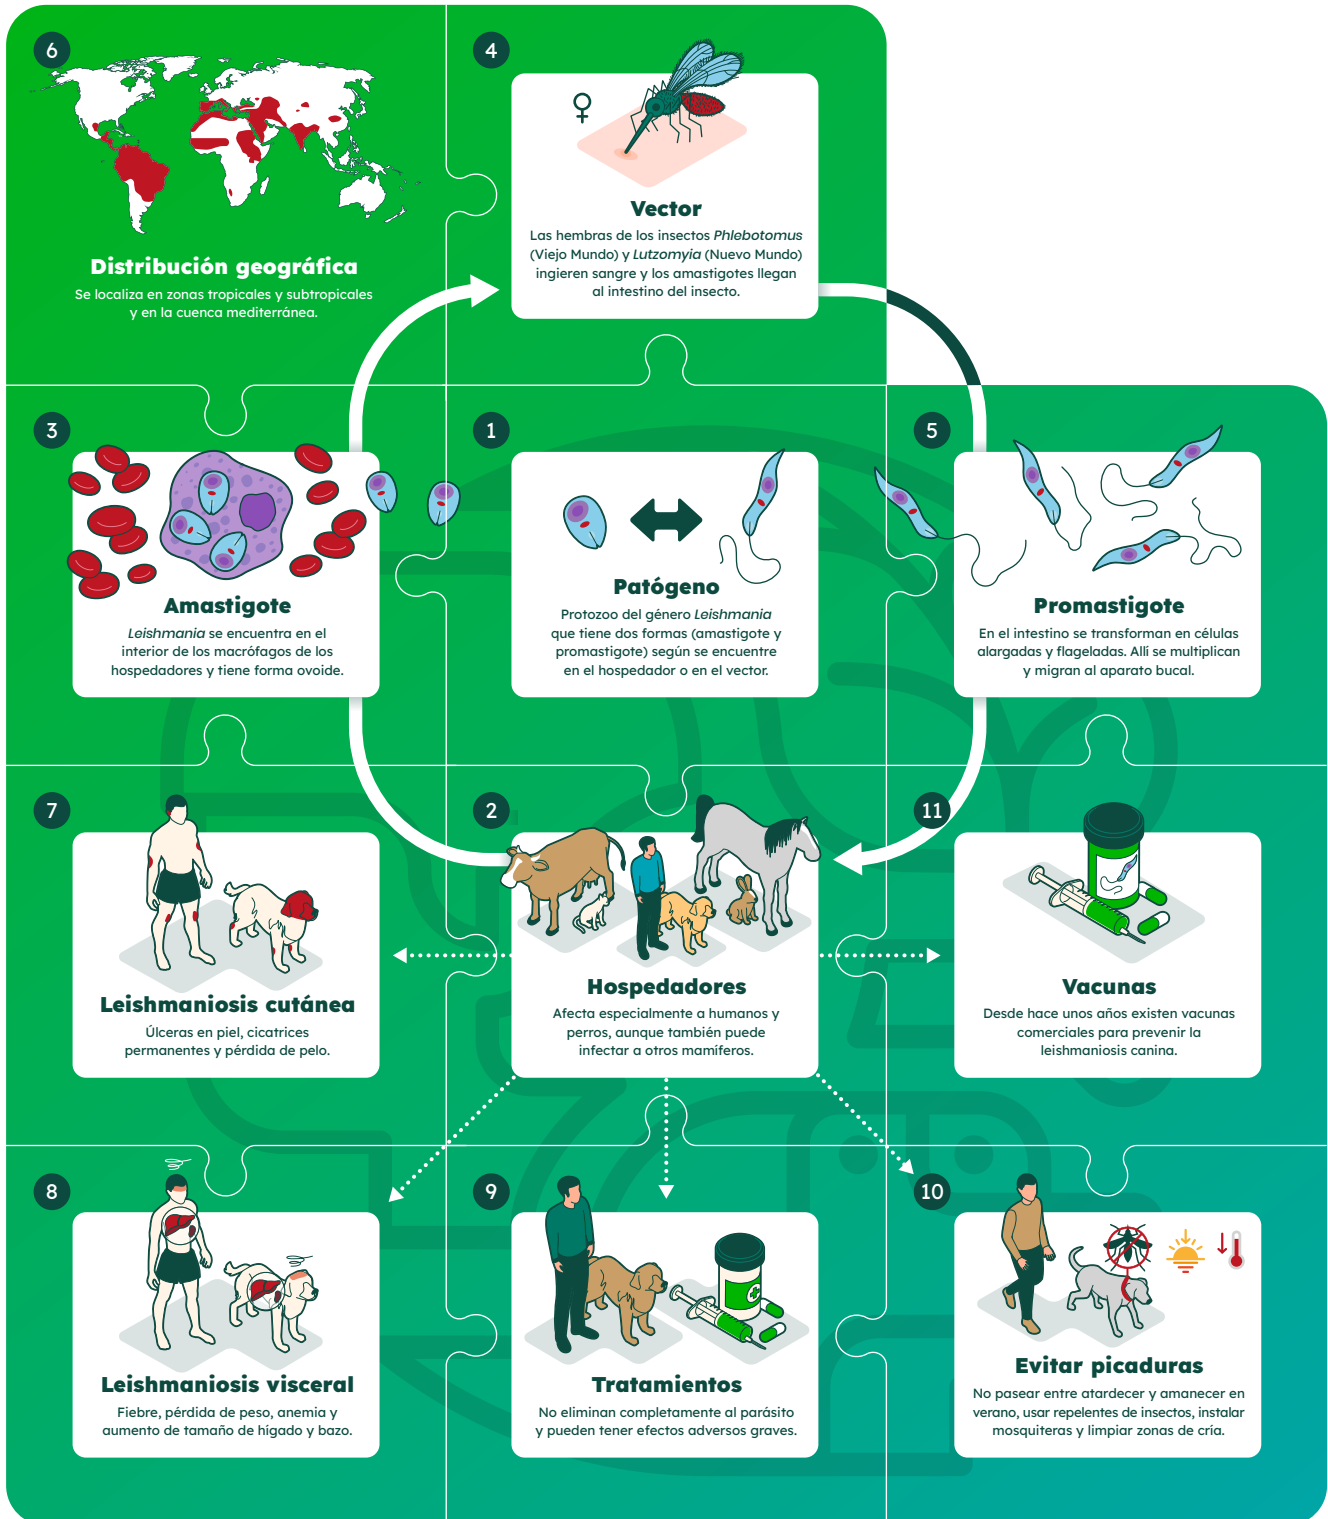 6
Distribución geográfica
Se localiza en zonas tropicales y subtropicales
y en la cuenca mediterránea.
4
Vector
Las hembras de los insectos Phlebotomus
(Viejo Mundo) y Lutzomyia (Nuevo Mundo)
ingieren sangre y los amastigotes llegan
al intestino del insecto.
3
Amastigote
Leishmania se encuentra en el
interior de los macrófagos de los
hospedadores y tiene forma ovoide.
1
Patógeno
Protozoo del género Leishmania
que tiene dos formas (amastigote y
promastigote) según se encuentre
en el hospedador o en el vector.
5
Promastigote
En el intestino se transforman en células
alargadas y flageladas. Allí se multiplican
y migran al aparato bucal.
7
Leishmaniosis cutánea
Úlceras en piel, cicatrices
permanentes y pérdida de pelo.
2
Hospedadores
Afecta especialmente a humanos y
perros, aunque también puede
infectar a otros mamíferos.
11
Vacunas
Desde hace unos años existen vacunas
comerciales para prevenir la
leishmaniosis canina.
8
Leishmaniosis visceral
Fiebre, pérdida de peso, anemia y
aumento de tamaño de hígado y bazo.
9
Tratamientos
No eliminan completamente al parásito
y pueden tener efectos adversos graves.
10
Evitar picaduras
No pasear entre atardecer y amanecer en
verano, usar repelentes de insectos, instalar
mosquiteras y limpiar zonas de cría.